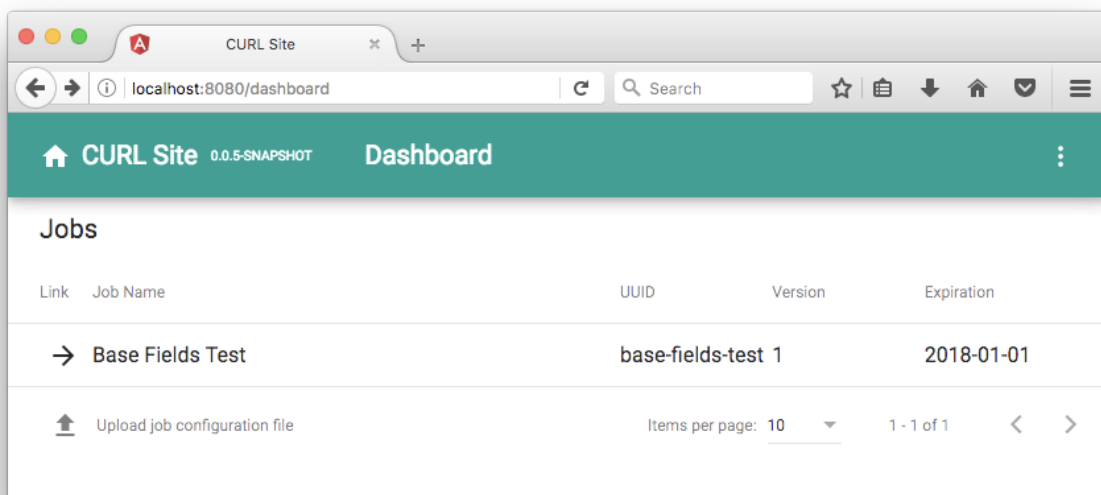 CURL Site
localhost:8080/dashboard
Search
CURL Site 0.0.5-SNAPSHOT Dashboard
Jobs
Link Job Name UUID Version Expiration
Base Fields Test base-fields-test 1 2018-01-01
Upload job configuration file Items per page: 10 1 - 1 of 1